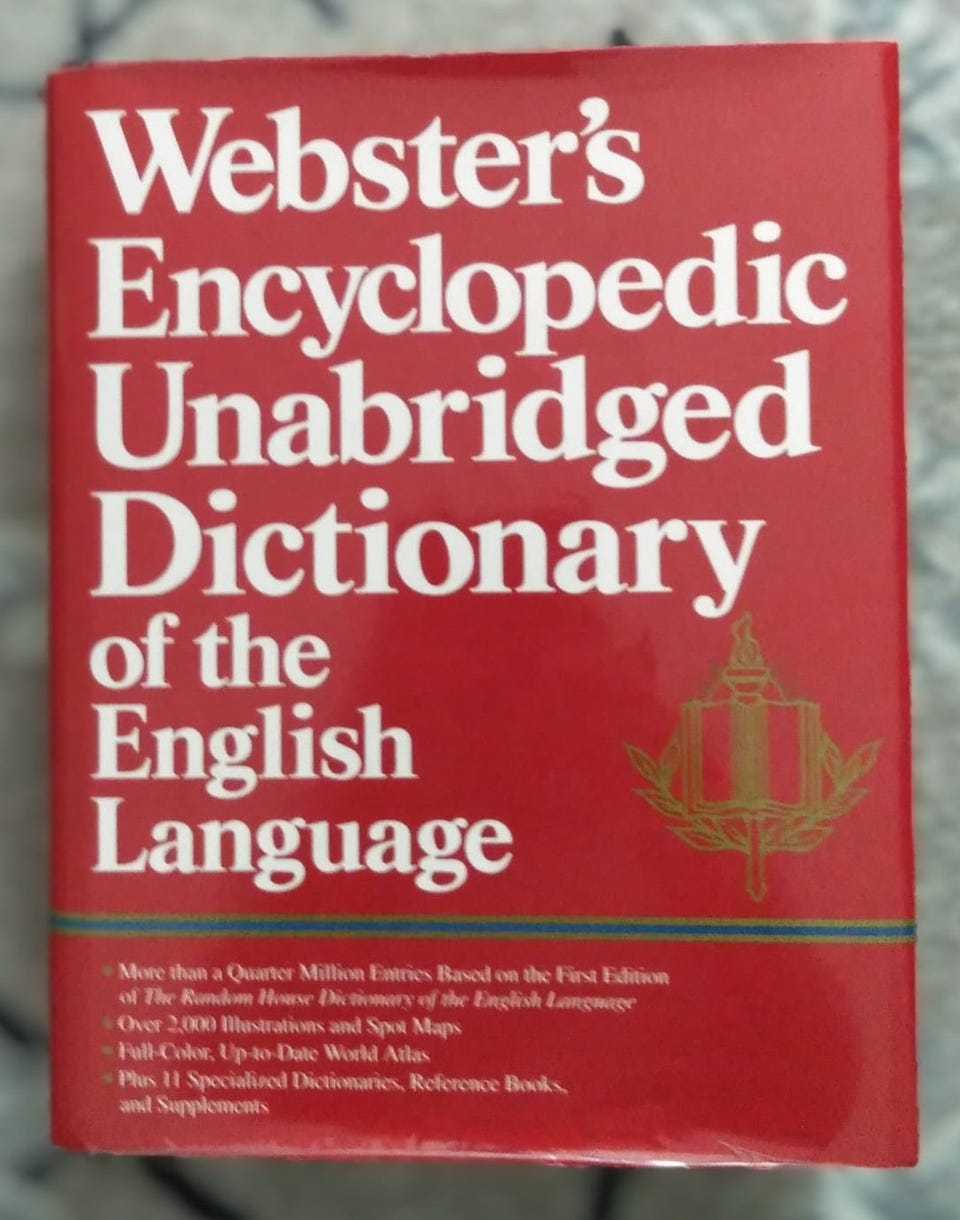 Webster's
Encyclopedic
Unabridged
Dictionary
of the
English
Language
• More than a Quarter Million Entries Based on the First Edition
of The Random House Dictionary of the English Language
• Over 2,000 Illustrations and Spot Maps
• Full-Color, Up-to-Date World Atlas
• Plus 11 Specialized Dictionaries, Reference Books,
and Supplements